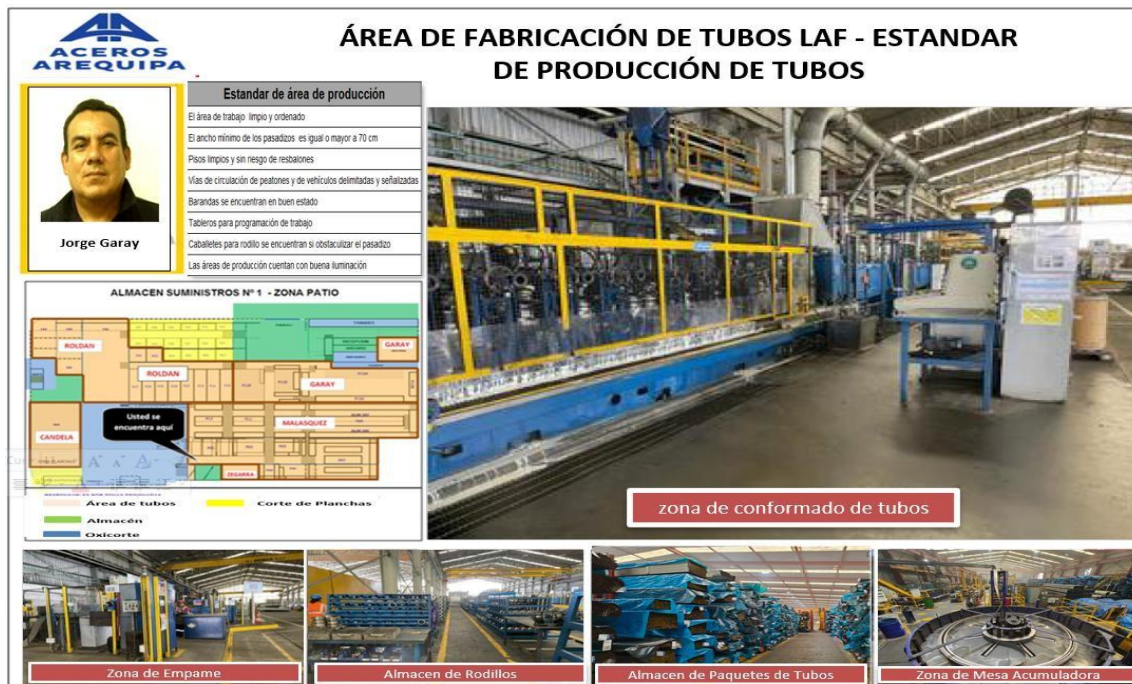 ACEROS
AREQUIPA
ÁREA DE FABRICACIÓN DE TUBOS LAF - ESTANDAR
DE PRODUCCIÓN DE TUBOS
Jorge Garay
Estandar de área de producción
El área de trabajo limpio y ordenado
El ancho mínimo de los pasadizos es igual o mayor a 70 cm
Pisos limpios y sin riesgo de resbalones
Vías de circulación de peatones y de vehículos delimitadas y señalizadas
Barandas se encuentran en buen estado
Tableros para programación de trabajo
Caballetes para rodillo se encuentran si obstaculizar el pasadizo
Las áreas de producción cuentan con buena iluminación
ALMACEN SUMINISTROS Nº 1 - ZONA PATIO
ROLDAN
GARAY
ROLDAN
GARAY
CANDELA
Usted se
encuentra aquí
MALASQUEZ
ZEGARRA
Área de tubos
Corte de Planchas
Almacén
Oxicorte
zona de conformado de tubos
Zona de Empame
Almacen de Rodillos
Almacen de Paquetes de Tubos
Zona de Mesa Acumuladora